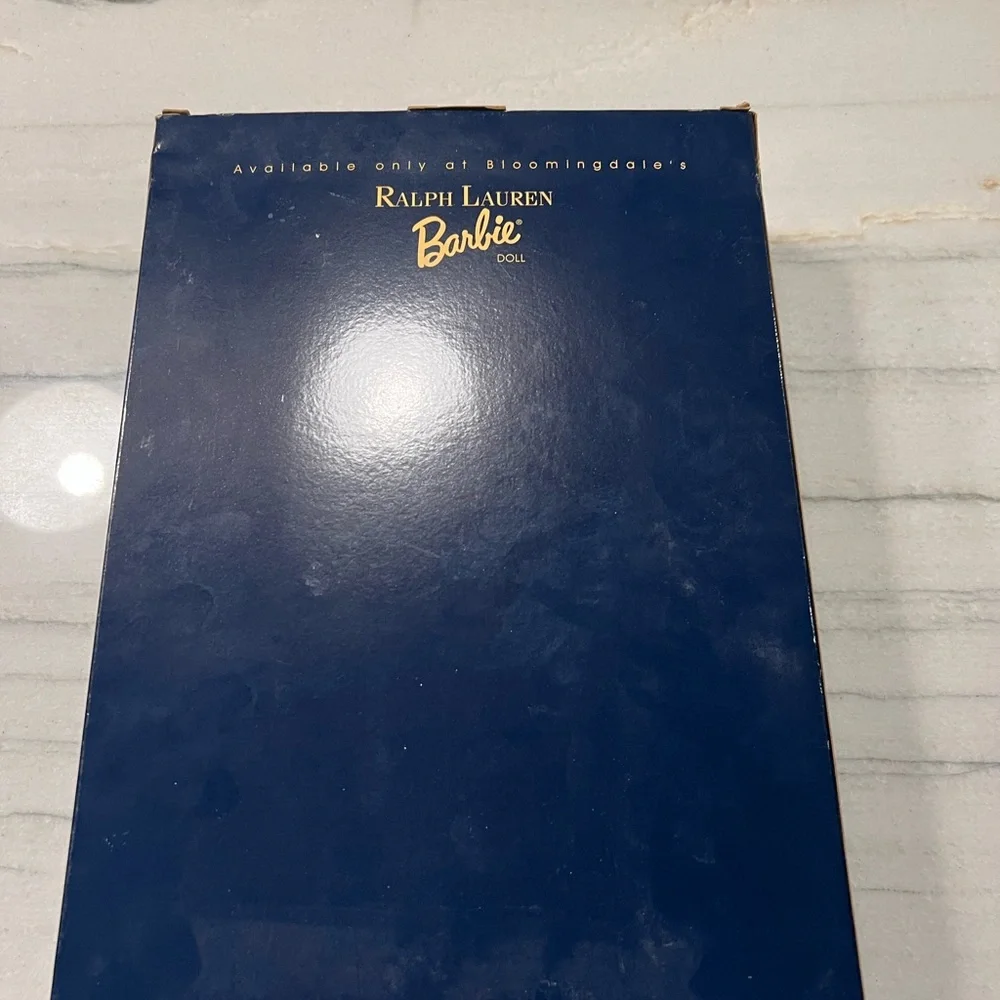 Available only at Bloomingdale's
RALPH LAUREN
Barbie®
DOLL